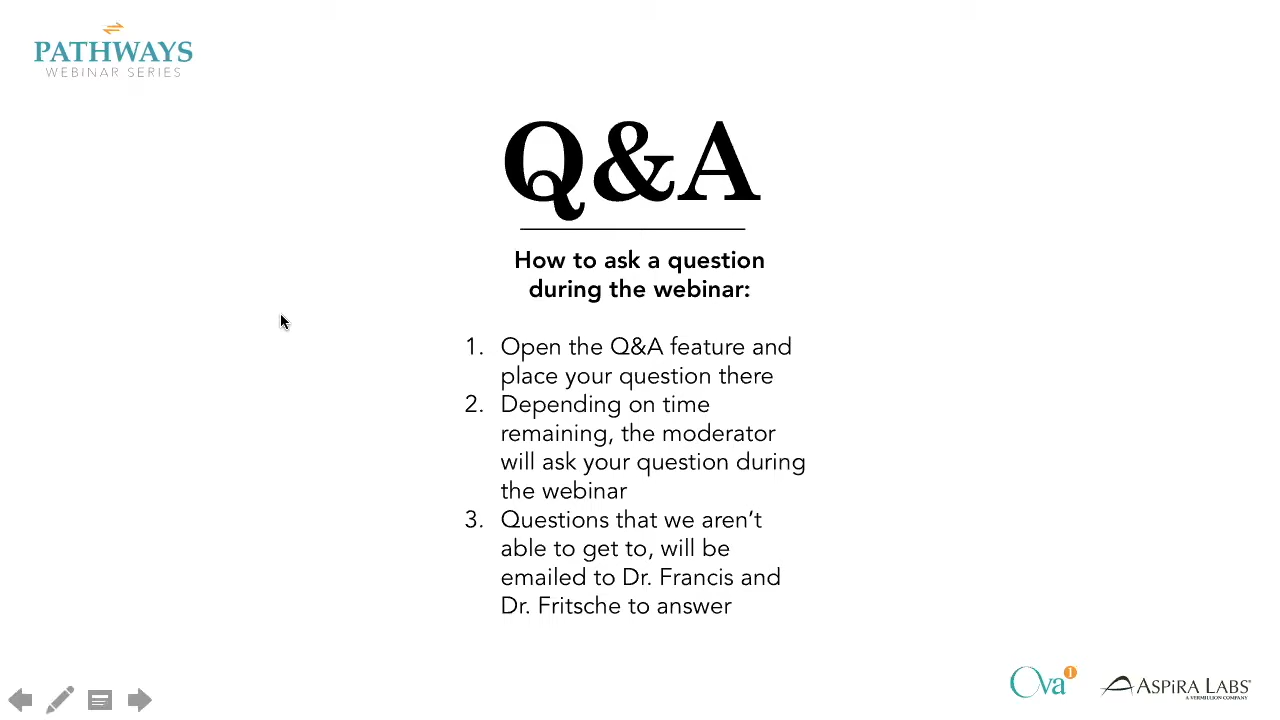 PATHWAYS
WEBINAR SERIES
Q&A
How to ask a question
during the webinar:
1. Open the Q&A feature and
place your question there
2. Depending on time
remaining, the moderator
will ask your question during
the webinar
3. Questions that we aren’t
able to get to, will be
emailed to Dr. Francis and
Dr. Fritsche to answer
Ova1
ASPiRA LABS®
A VERMILLION COMPANY